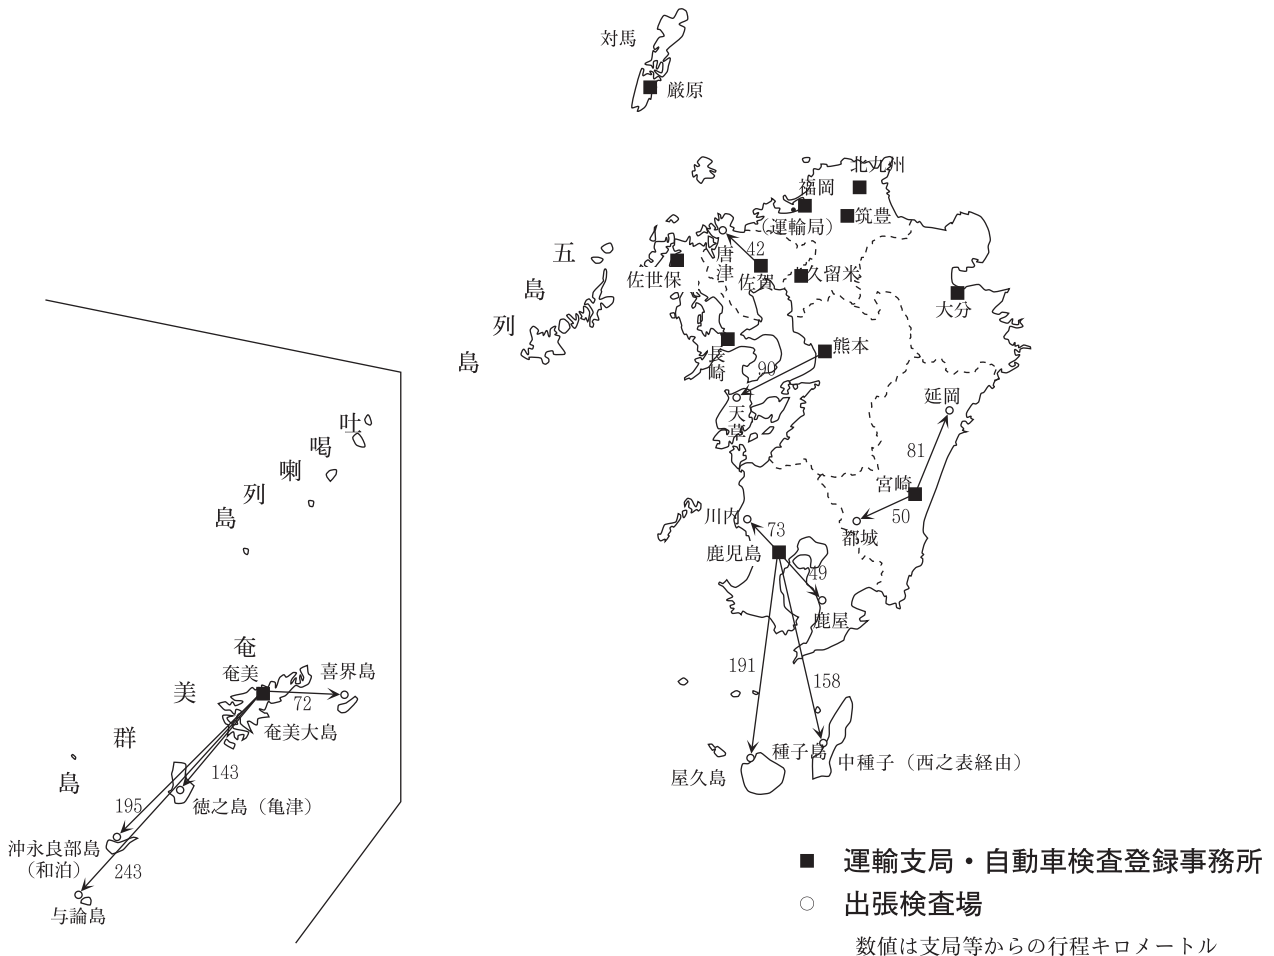 対馬
厳原
北九州
福岡
（運輸局）
筑豊
唐津
42
佐賀
久留米
佐世保
大分
五島列島
長崎
熊本
90
天草
延岡
81
宮崎
50
都城
川内
73
鹿児島
49
鹿屋
191
158
種子島
中種子（西之表経由）
屋久島
吐喝喇列島
奄美群島
奄美
喜界島
72
奄美大島
143
徳之島（亀津）
195
沖永良部島
（和泊）
243
与論島
■ 運輸支局・自動車検査登録事務所
○ 出張検査場
数値は支局等からの行程キロメートル